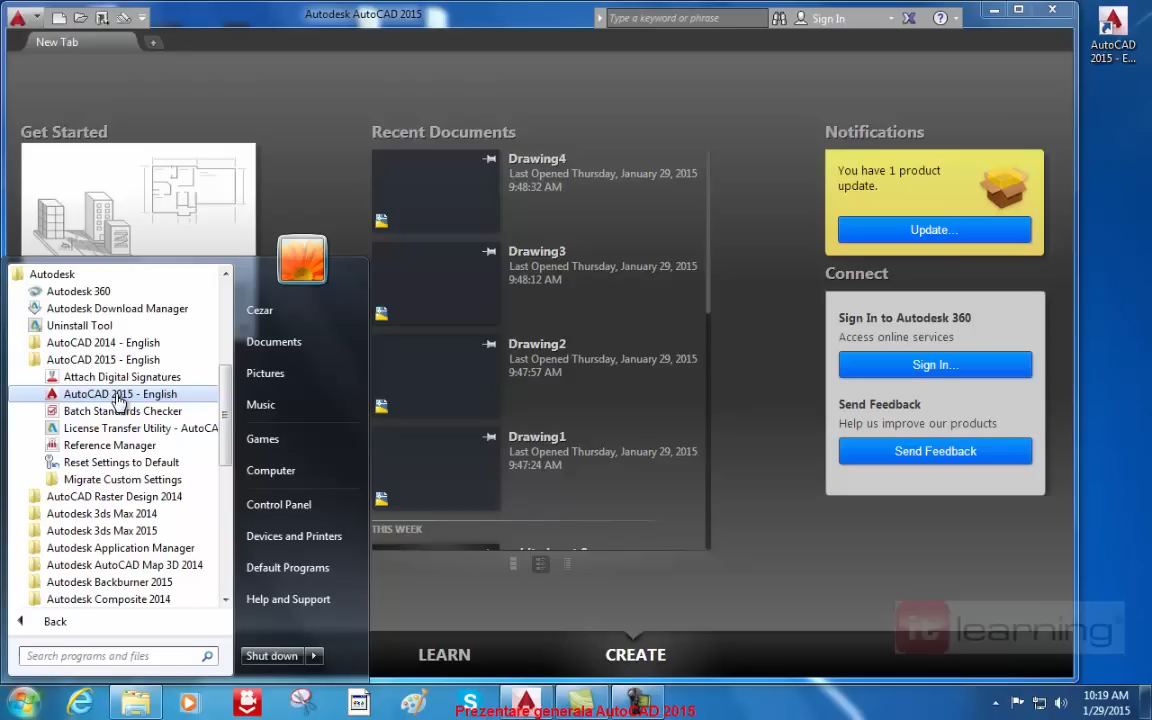 Autodesk AutoCAD 2015
Type a keyword or phrase
Sign In
New Tab
AutoCAD
2015 - E...
Get Started
Recent Documents
Drawing4
Last Opened Thursday, January 29, 2015
9:48:32 AM
Drawing3
Last Opened Thursday, January 29, 2015
9:48:12 AM
Drawing2
Last Opened Thursday, January 29, 2015
9:47:57 AM
Drawing1
Last Opened Thursday, January 29, 2015
9:47:24 AM
THIS WEEK
Notifications
You have 1 product
update.
Update...
Connect
Sign In to Autodesk 360
Access online services
Sign In...
Send Feedback
Help us improve our products
Send Feedback
Autodesk
Autodesk 360
Autodesk Download Manager
Uninstall Tool
AutoCAD 2014 - English
AutoCAD 2015 - English
Attach Digital Signatures
AutoCAD 2015 - English
Batch Standards Checker
License Transfer Utility - AutoCA
Reference Manager
Reset Settings to Default
Migrate Custom Settings
AutoCAD Raster Design 2014
Autodesk 3ds Max 2014
Autodesk 3ds Max 2015
Autodesk Application Manager
Autodesk AutoCAD Map 3D 2014
Autodesk Backburner 2015
Autodesk Composite 2014
Back
Search programs and files
Cezar
Documents
Pictures
Music
Games
Computer
Control Panel
Devices and Printers
Default Programs
Help and Support
Shut down
LEARN
CREATE
it learning
Prezentare generala AutoCAD 2015
10:19 AM
1/29/2015